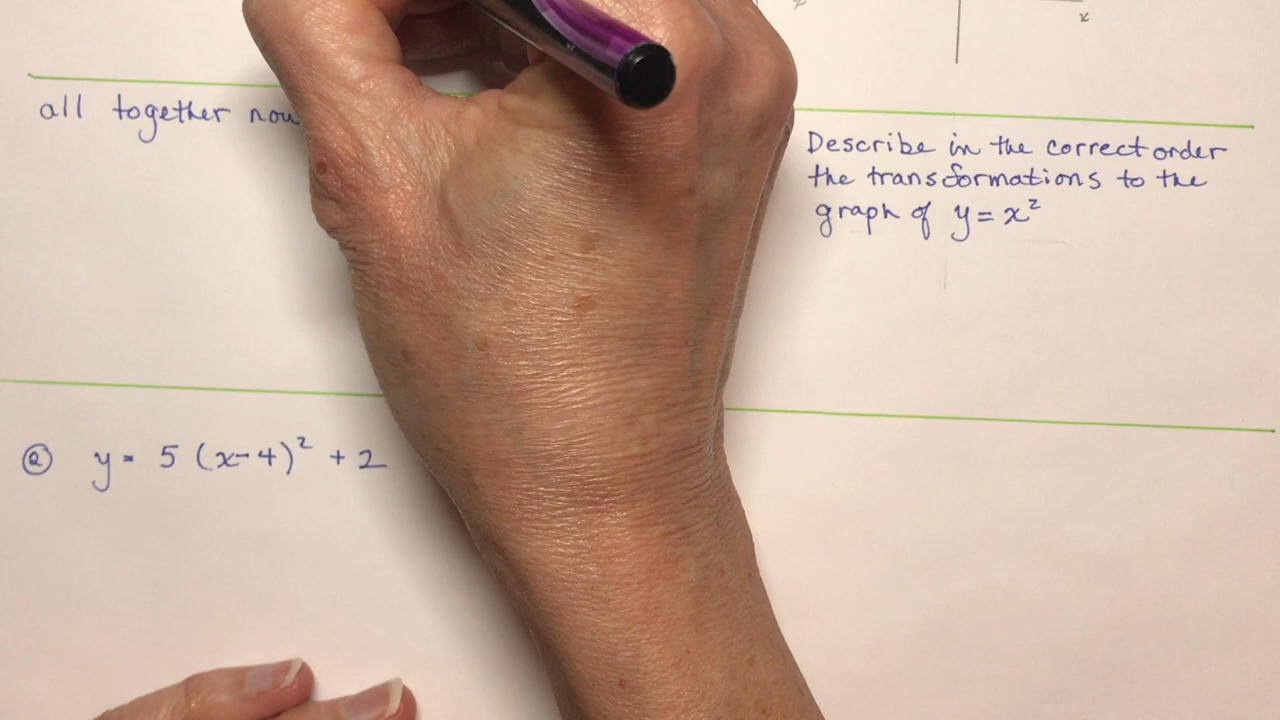 x
x
all together now
Describe in the correct order
the transformations to the
graph of y = x²
ⓐ y = 5 (x-4)² + 2